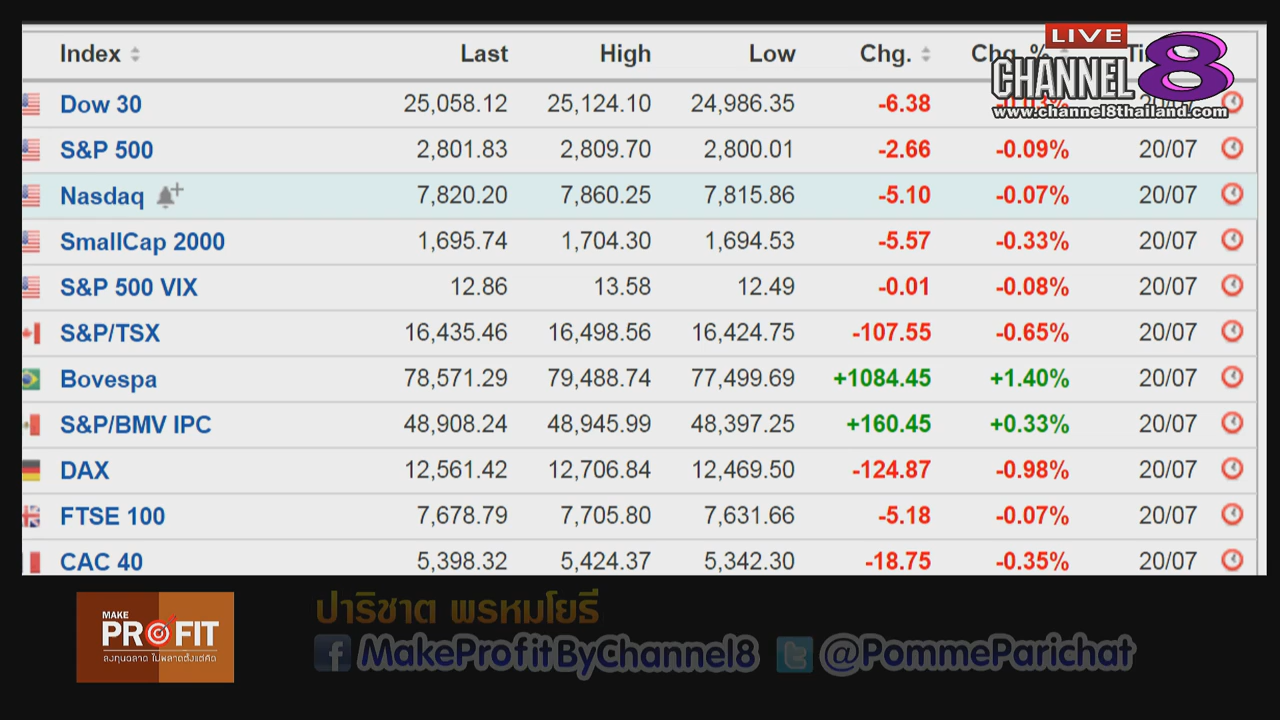 Index Last High Low Chg. Chg. %
LIVE
CHANNEL 8
www.channel8thailand.com
Dow 30 25,058.12 25,124.10 24,986.35 -6.38 -0.03% 20/07
S&P 500 2,801.83 2,809.70 2,800.01 -2.66 -0.09% 20/07
Nasdaq 7,820.20 7,860.25 7,815.86 -5.10 -0.07% 20/07
SmallCap 2000 1,695.74 1,704.30 1,694.53 -5.57 -0.33% 20/07
S&P 500 VIX 12.86 13.58 12.49 -0.01 -0.08% 20/07
S&P/TSX 16,435.46 16,498.56 16,424.75 -107.55 -0.65% 20/07
Bovespa 78,571.29 79,488.74 77,499.69 +1084.45 +1.40% 20/07
S&P/BMV IPC 48,908.24 48,945.99 48,397.25 +160.45 +0.33% 20/07
DAX 12,561.42 12,706.84 12,469.50 -124.87 -0.98% 20/07
FTSE 100 7,678.79 7,705.80 7,631.66 -5.18 -0.07% 20/07
CAC 40 5,398.32 5,424.37 5,342.30 -18.75 -0.35% 20/07
MAKE
PROFIT
ลงทุนฉลาด ไม่พลาดตั้งแต่คิด
ปาริชาต พรหมโยธี
MakeProfitByChannel8 @PommeParichat